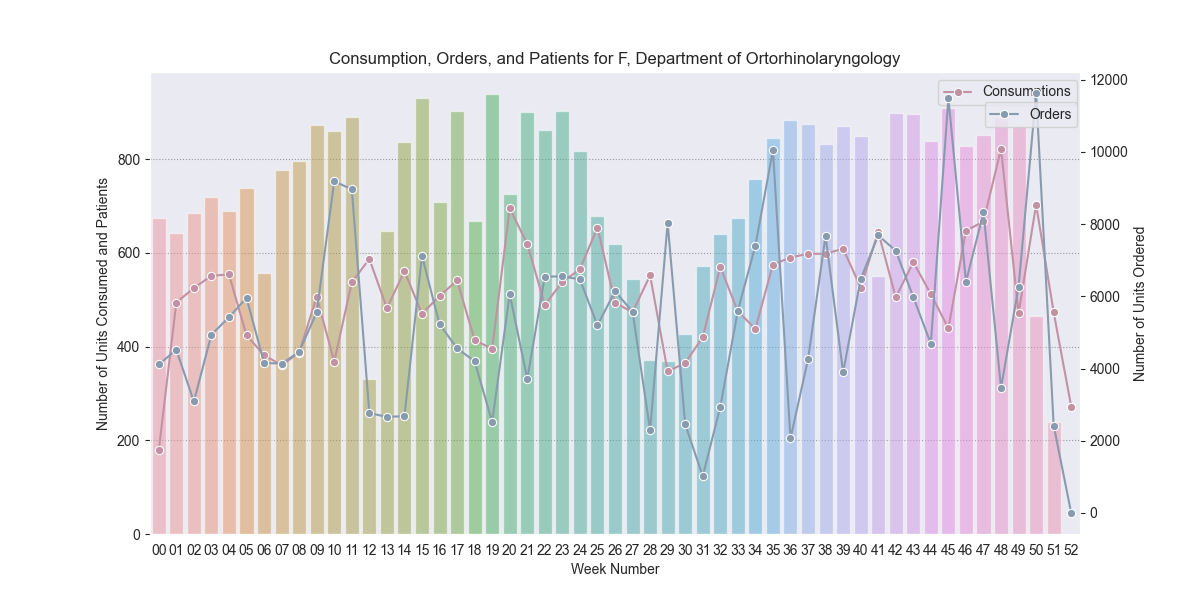 Consumption, Orders, and Patients for F, Department of Ortorhinolaryngology
Consumptions
Orders
Number of Units Consumed and Patients
800
600
400
200
0
12000
10000
8000
6000
4000
2000
0
Number of Units Ordered
00 01 02 03 04 05 06 07 08 09 10 11 12 13 14 15 16 17 18 19 20 21 22 23 24 25 26 27 28 29 30 31 32 33 34 35 36 37 38 39 40 41 42 43 44 45 46 47 48 49 50 51 52
Week Number